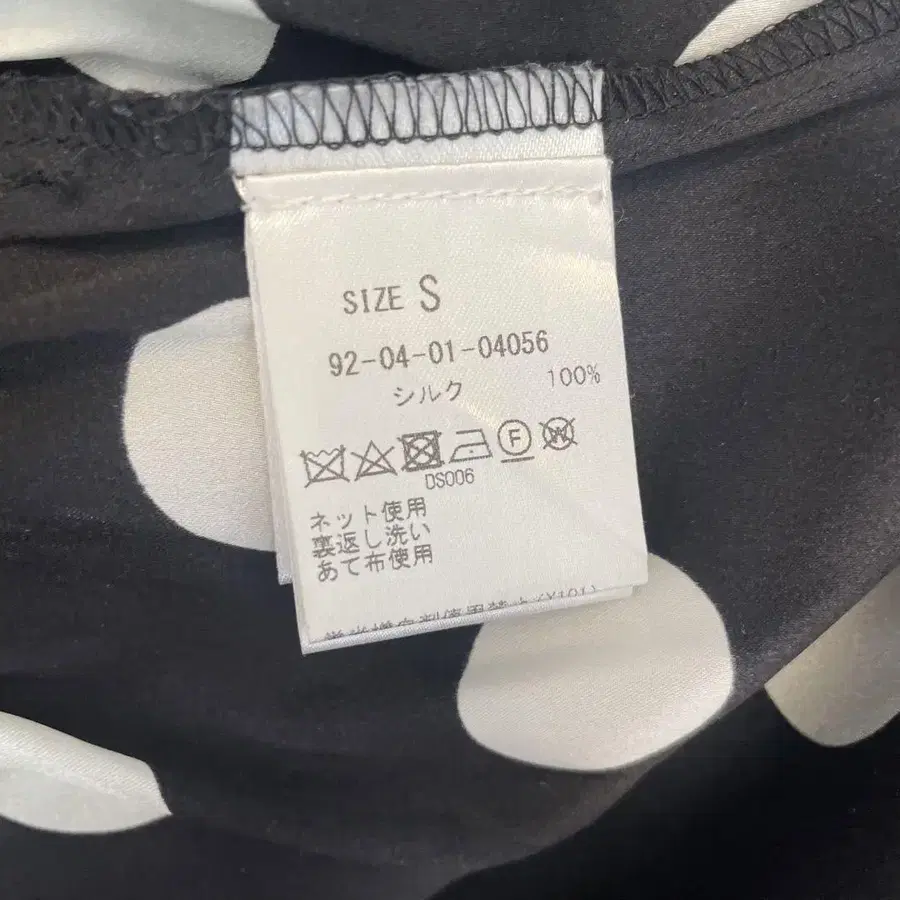 SIZE S
92-04-01-04056
シルク 100%
F W
DS006
ネット使用
裏返し洗い
あて布使用